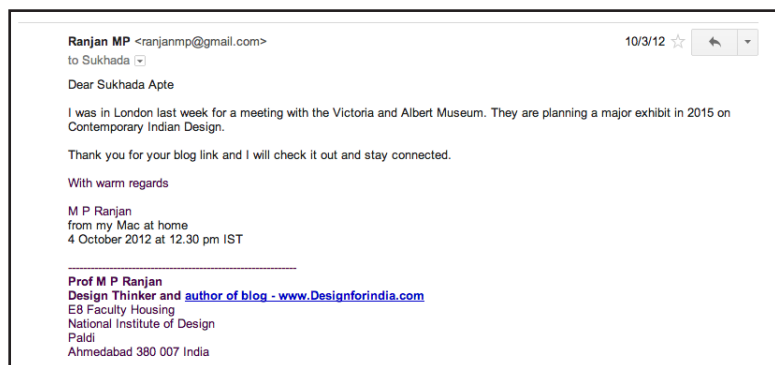 Ranjan MP <ranjanmp@gmail.com> 10/3/12
to Sukhada
Dear Sukhada Apte
I was in London last week for a meeting with the Victoria and Albert Museum. They are planning a major exhibit in 2015 on
Contemporary Indian Design.
Thank you for your blog link and I will check it out and stay connected.
With warm regards
M P Ranjan
from my Mac at home
4 October 2012 at 12.30 pm IST
------------------------------------------------------------
Prof M P Ranjan
Design Thinker and author of blog - www.Designforindia.com
E8 Faculty Housing
National Institute of Design
Paldi
Ahmedabad 380 007 India